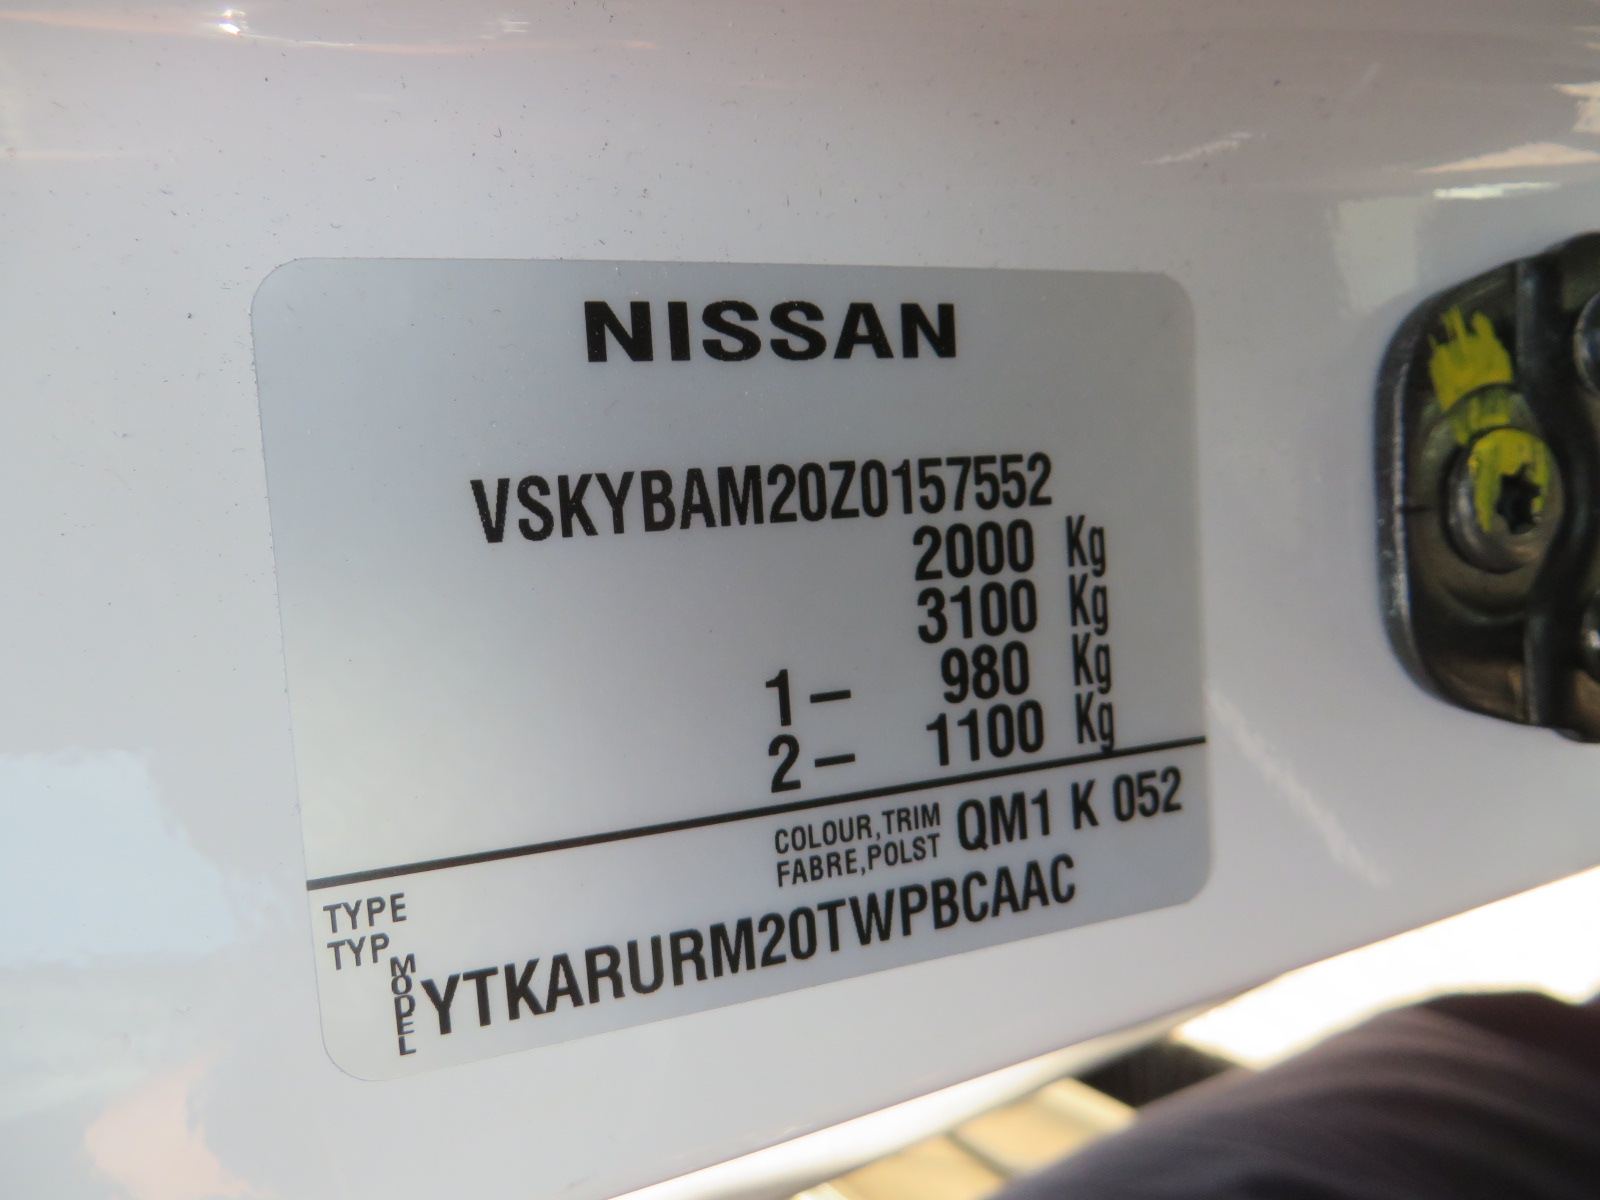 NISSAN
VSKYBAM20Z0157552
2000 Kg
3100 Kg
1– 980 Kg
2– 1100 Kg
COLOUR,TRIM QM1 K 052
FABRE,POLST
TYPE
TYP
MODEL YTKARURM20TWPBCAAC